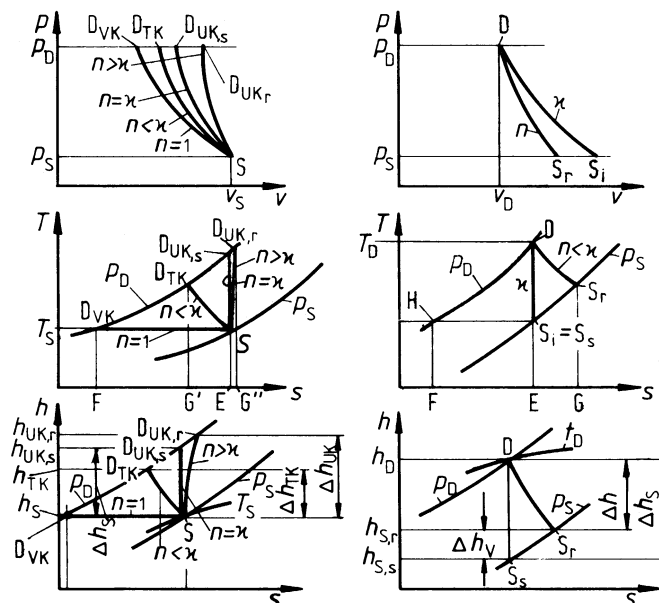 p D_VK D_TK D_UK,s
p_D
n>ϰ
D_UK_r
n=ϰ
n<ϰ
n=1
p_S S
v_S v
p D
p_D
ϰ
n
p_S S_r S_i
v_D v
T D_UK,r
D_UK,s
D_TK n>ϰ
p_D n=ϰ
D_VK n<ϰ p_S
T_S n=1 S
F G' E G'' s
T D
T_D
p_D n<ϰ p_S
H ϰ S_r
S_i=S_s
F E G s
h
h_UK,r D_UK,r
h_UK,s D_UK,s n>ϰ
h_TK D_TK Δh_UK
p_D p_S Δh_TK
h_S n=1 T_S
D_VK Δh_s S n=ϰ
n<ϰ
s
h
D t_D
h_D
p_D p_S Δh Δh_S
h_S,r
Δh_V S_r
h_S,s
S_s
s